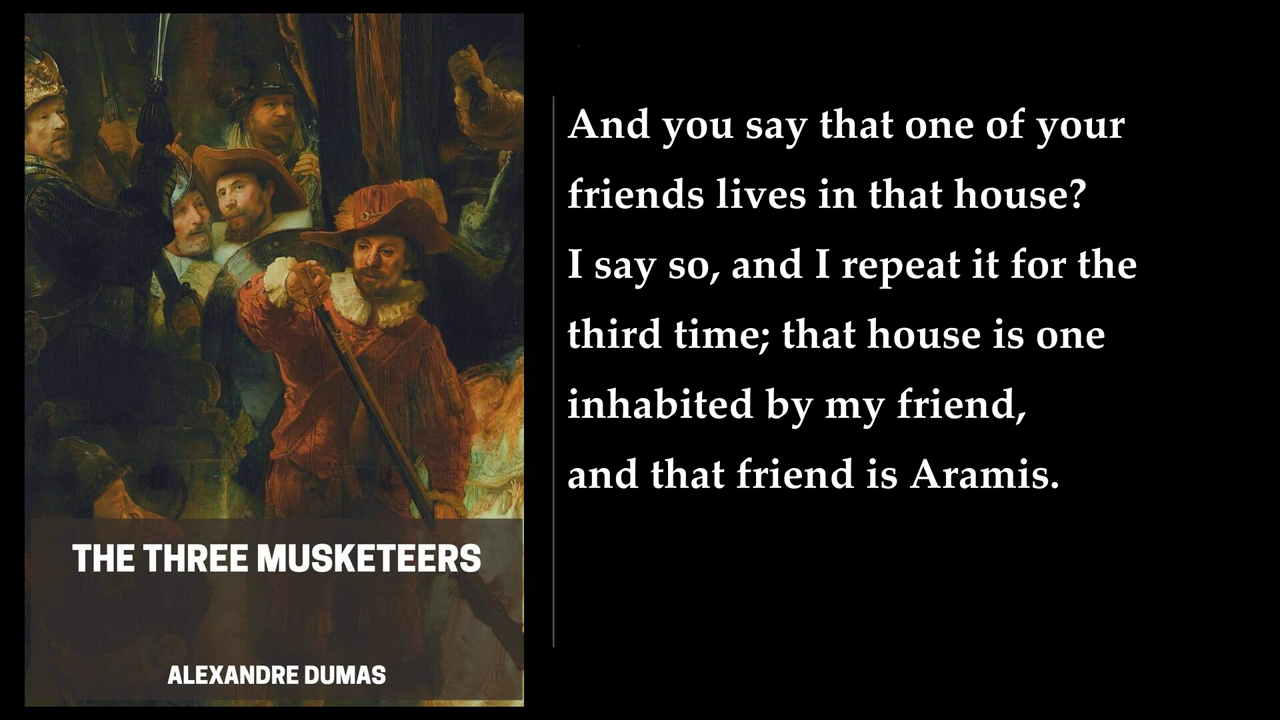 And you say that one of your
friends lives in that house?
I say so, and I repeat it for the
third time; that house is one
inhabited by my friend,
and that friend is Aramis.
THE THREE MUSKETEERS
ALEXANDRE DUMAS